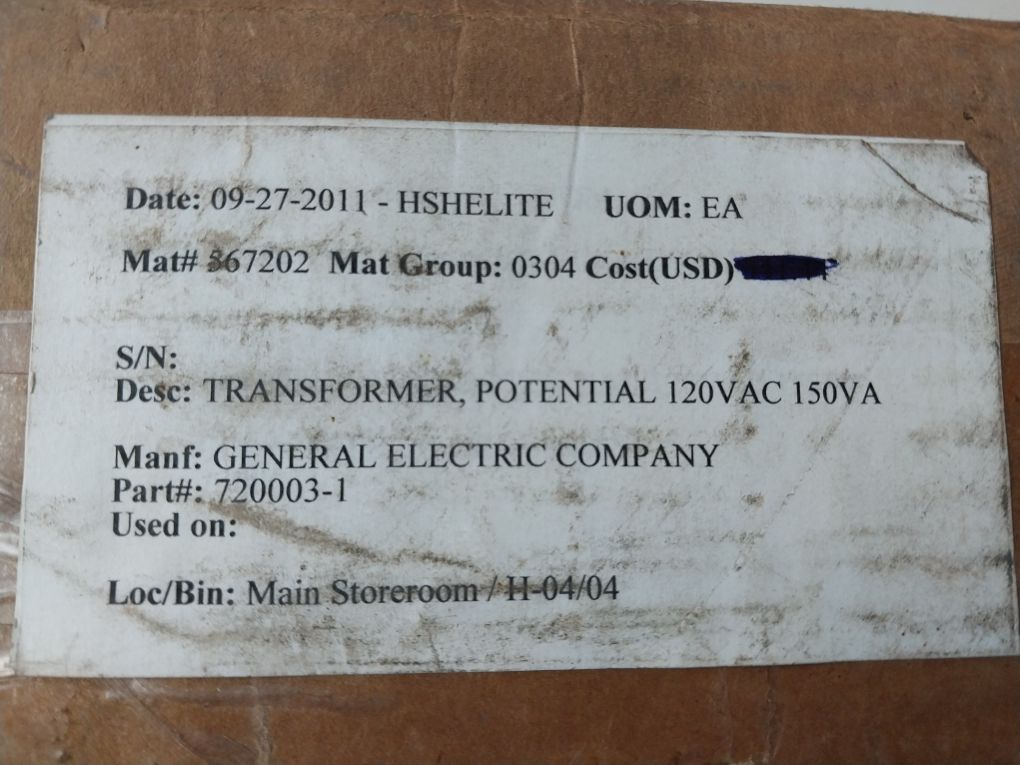 Date: 09-27-2011 - HSHELITE UOM: EA
Mat# 367202 Mat Group: 0304 Cost(USD)
S/N:
Desc: TRANSFORMER, POTENTIAL 120VAC 150VA
Manf: GENERAL ELECTRIC COMPANY
Part#: 720003-1
Used on:
Loc/Bin: Main Storeroom / H-04/04